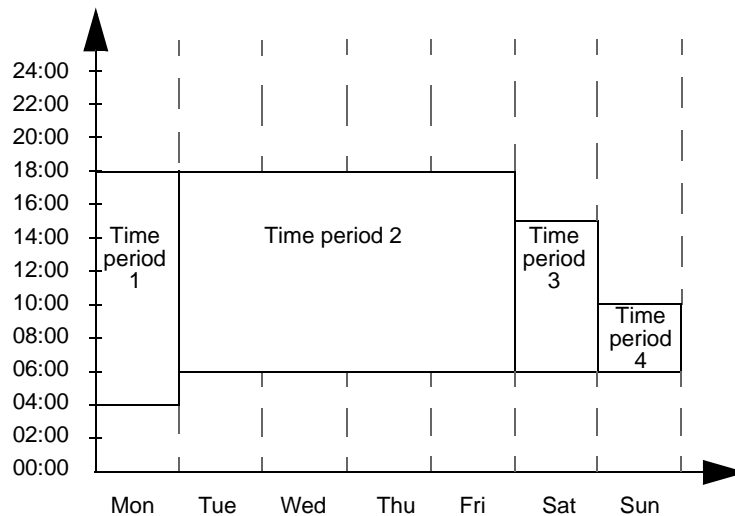 24:00
22:00
20:00
18:00
16:00
14:00
12:00
10:00
08:00
06:00
04:00
02:00
00:00
Time
period
1
Time period 2
Time
period
3
Time
period
4
Mon Tue Wed Thu Fri Sat Sun